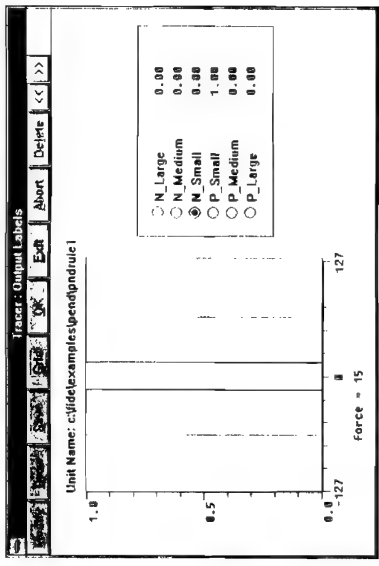 Tracer : Output Labels
OK Exit Abort Delete << >>
Unit Name: c:\fide\examples\pend\pndrule1
1.0
0.5
0.0
-127 0 127
Force = 15
N_Large 0.00
N_Medium 0.00
N_Small 0.00
P_Small 1.00
P_Medium 0.00
P_Large 0.00